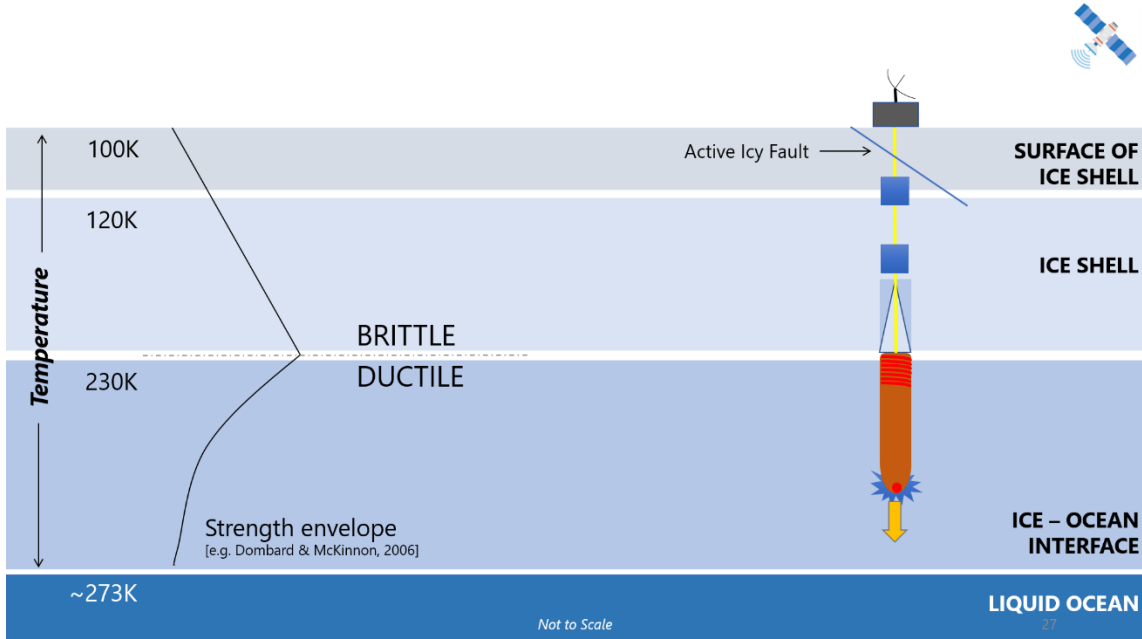 100K
Active Icy Fault
SURFACE OF
ICE SHELL
120K
ICE SHELL
Temperature
BRITTLE
DUCTILE
230K
Strength envelope
[e.g. Dombard & McKinnon, 2006]
ICE – OCEAN
INTERFACE
~273K
LIQUID OCEAN
Not to Scale
27